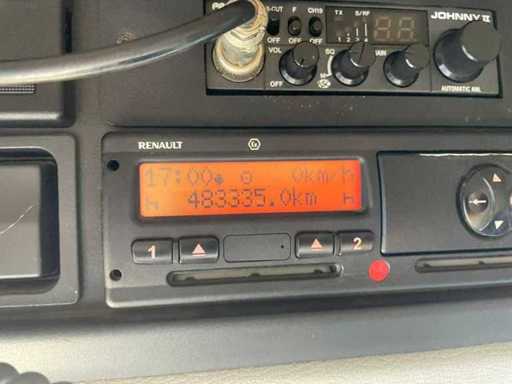 S-CUT F CH19 TX S/RF
OFF OFF OFF
JOHNNY II
VOL SQ
OFF
AUTOMATIC ANL
RENAULT Ex
17:00 0km/h
h 483335.0km h
1 2